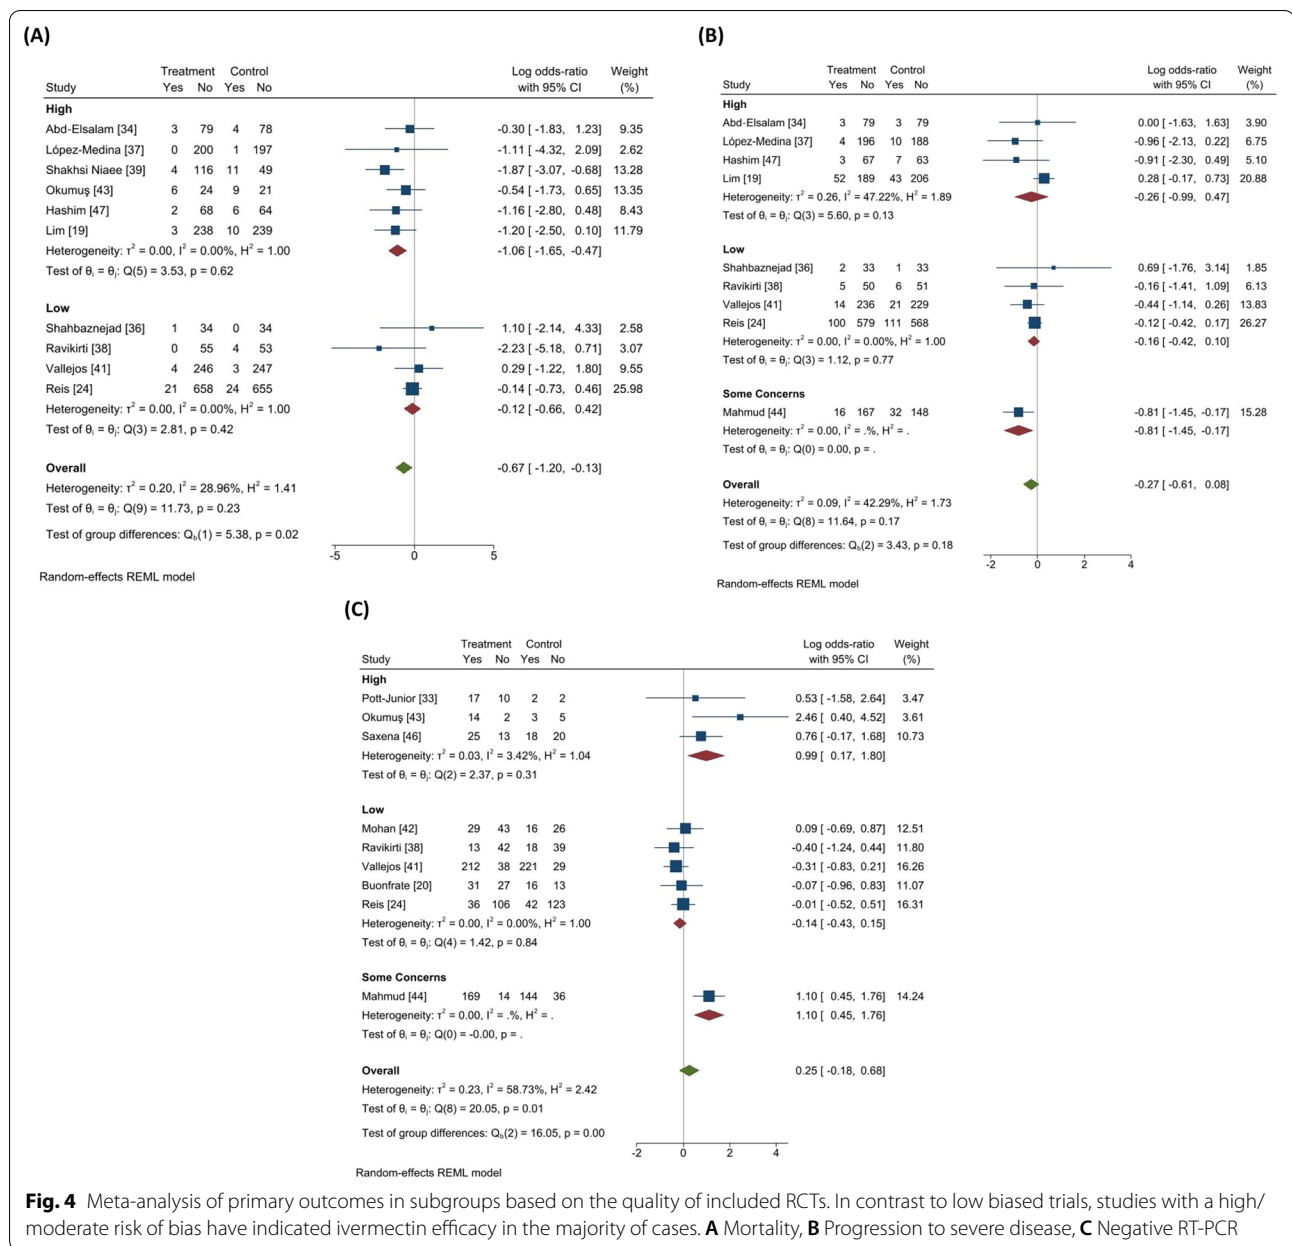 (A)
Treatment Control Log odds-ratio Weight
Study Yes No Yes No with 95% CI (%)
High
Abd-Elsalam [34] 3 79 4 78 -0.30 [ -1.83, 1.23] 9.35
López-Medina [37] 0 200 1 197 -1.11 [ -4.32, 2.09] 2.62
Shakhsi Niaee [39] 4 116 11 49 -1.87 [ -3.07, -0.68] 13.28
Okumuş [43] 6 24 9 21 -0.54 [ -1.73, 0.65] 13.35
Hashim [47] 2 68 6 64 -1.16 [ -2.80, 0.48] 8.43
Lim [19] 3 238 10 239 -1.20 [ -2.50, 0.10] 11.79
Heterogeneity: τ² = 0.00, I² = 0.00%, H² = 1.00 -1.06 [ -1.65, -0.47]
Test of θᵢ = θⱼ: Q(5) = 3.53, p = 0.62
Low
Shahbaznejad [36] 1 34 0 34 1.10 [ -2.14, 4.33] 2.58
Ravikirti [38] 0 55 4 53 -2.23 [ -5.18, 0.71] 3.07
Vallejos [41] 4 246 3 247 0.29 [ -1.22, 1.80] 9.55
Reis [24] 21 658 24 655 -0.14 [ -0.73, 0.46] 25.98
Heterogeneity: τ² = 0.00, I² = 0.00%, H² = 1.00 -0.12 [ -0.66, 0.42]
Test of θᵢ = θⱼ: Q(3) = 2.81, p = 0.42
Overall -0.67 [ -1.20, -0.13]
Heterogeneity: τ² = 0.20, I² = 28.96%, H² = 1.41
Test of θᵢ = θⱼ: Q(9) = 11.73, p = 0.23
Test of group differences: Q_b(1) = 5.38, p = 0.02
-5 0 5
Random-effects REML model
(B)
Treatment Control Log odds-ratio Weight
Study Yes No Yes No with 95% CI (%)
High
Abd-Elsalam [34] 3 79 3 79 0.00 [ -1.63, 1.63] 3.90
López-Medina [37] 4 196 10 188 -0.96 [ -2.13, 0.22] 6.75
Hashim [47] 3 67 7 63 -0.91 [ -2.30, 0.49] 5.10
Lim [19] 52 189 43 206 0.28 [ -0.17, 0.73] 20.88
Heterogeneity: τ² = 0.26, I² = 47.22%, H² = 1.89 -0.26 [ -0.99, 0.47]
Test of θᵢ = θⱼ: Q(3) = 5.60, p = 0.13
Low
Shahbaznejad [36] 2 33 1 33 0.69 [ -1.76, 3.14] 1.85
Ravikirti [38] 5 50 6 51 -0.16 [ -1.41, 1.09] 6.13
Vallejos [41] 14 236 21 229 -0.44 [ -1.14, 0.26] 13.83
Reis [24] 100 579 111 568 -0.12 [ -0.42, 0.17] 26.27
Heterogeneity: τ² = 0.00, I² = 0.00%, H² = 1.00 -0.16 [ -0.42, 0.10]
Test of θᵢ = θⱼ: Q(3) = 1.12, p = 0.77
Some Concerns
Mahmud [44] 16 167 32 148 -0.81 [ -1.45, -0.17] 15.28
Heterogeneity: τ² = 0.00, I² = .%, H² = . -0.81 [ -1.45, -0.17]
Test of θᵢ = θⱼ: Q(0) = 0.00, p = .
Overall -0.27 [ -0.61, 0.08]
Heterogeneity: τ² = 0.09, I² = 42.29%, H² = 1.73
Test of θᵢ = θⱼ: Q(8) = 11.64, p = 0.17
Test of group differences: Q_b(2) = 3.43, p = 0.18
-2 0 2 4
Random-effects REML model
(C)
Treatment Control Log odds-ratio Weight
Study Yes No Yes No with 95% CI (%)
High
Pott-Junior [33] 17 10 2 2 0.53 [ -1.58, 2.64] 3.47
Okumuş [43] 14 2 3 5 2.46 [ 0.40, 4.52] 3.61
Saxena [46] 25 13 18 20 0.76 [ -0.17, 1.68] 10.73
Heterogeneity: τ² = 0.03, I² = 3.42%, H² = 1.04 0.99 [ 0.17, 1.80]
Test of θᵢ = θⱼ: Q(2) = 2.37, p = 0.31
Low
Mohan [42] 29 43 16 26 0.09 [ -0.69, 0.87] 12.51
Ravikirti [38] 13 42 18 39 -0.40 [ -1.24, 0.44] 11.80
Vallejos [41] 212 38 221 29 -0.31 [ -0.83, 0.21] 16.26
Buonfrate [20] 31 27 16 13 -0.07 [ -0.96, 0.83] 11.07
Reis [24] 36 106 42 123 -0.01 [ -0.52, 0.51] 16.31
Heterogeneity: τ² = 0.00, I² = 0.00%, H² = 1.00 -0.14 [ -0.43, 0.15]
Test of θᵢ = θⱼ: Q(4) = 1.42, p = 0.84
Some Concerns
Mahmud [44] 169 14 144 36 1.10 [ 0.45, 1.76] 14.24
Heterogeneity: τ² = 0.00, I² = .%, H² = . 1.10 [ 0.45, 1.76]
Test of θᵢ = θⱼ: Q(0) = -0.00, p = .
Overall 0.25 [ -0.18, 0.68]
Heterogeneity: τ² = 0.23, I² = 58.73%, H² = 2.42
Test of θᵢ = θⱼ: Q(8) = 20.05, p = 0.01
Test of group differences: Q_b(2) = 16.05, p = 0.00
-2 0 2 4
Random-effects REML model
Fig. 4 Meta-analysis of primary outcomes in subgroups based on the quality of included RCTs. In contrast to low biased trials, studies with a high/
moderate risk of bias have indicated ivermectin efficacy in the majority of cases. A Mortality, B Progression to severe disease, C Negative RT-PCR